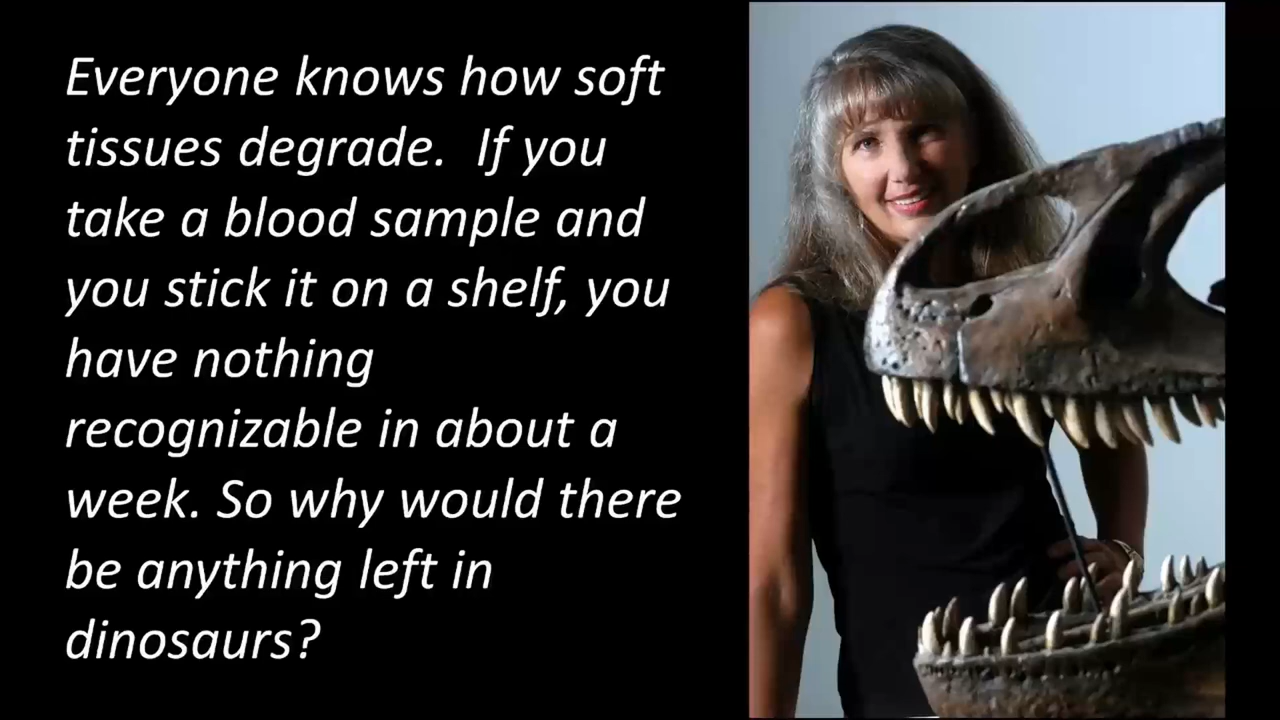 Everyone knows how soft
tissues degrade.  If you
take a blood sample and
you stick it on a shelf, you
have nothing
recognizable in about a
week. So why would there
be anything left in
dinosaurs?